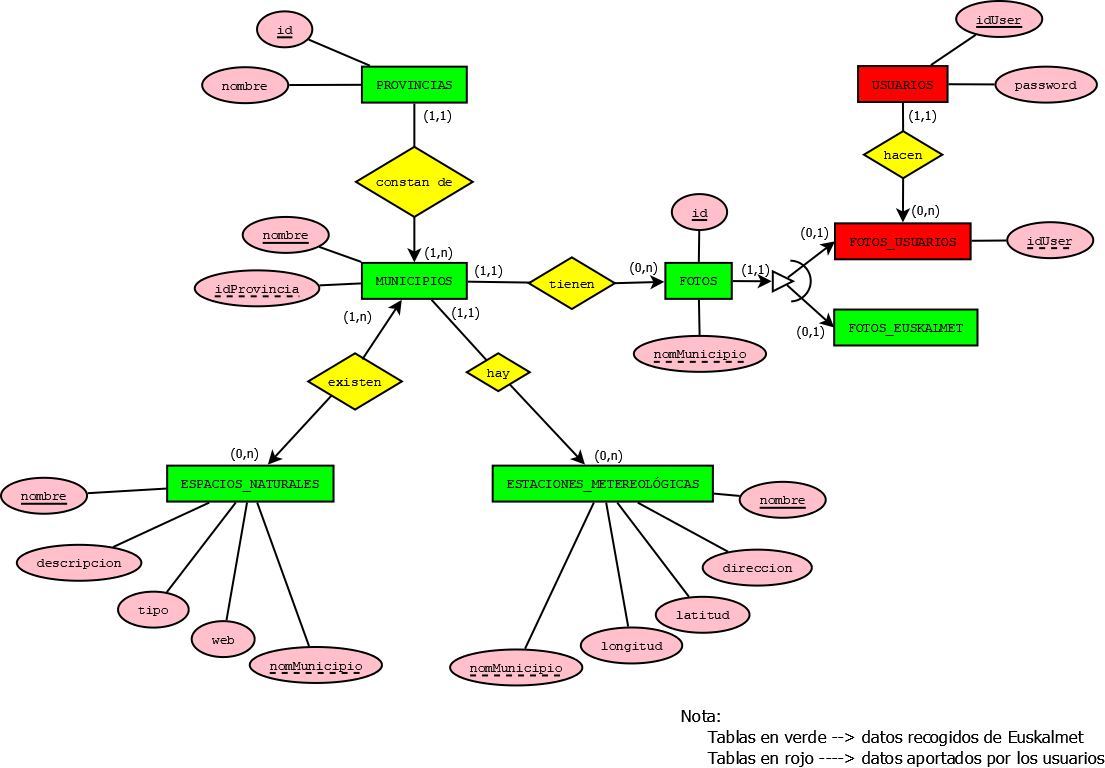 id
idUser
nombre
PROVINCIAS
USUARIOS
password
(1,1)
(1,1)
hacen
constan de
id
(0,n)
nombre
(0,1)
FOTOS_USUARIOS
idUser
(1,n)
(1,1)
(0,n)
(1,1)
idProvincia
MUNICIPIOS
tienen
FOTOS
(1,n)
(1,1)
(0,1)
FOTOS_EUSKALMET
nomMunicipio
existen
hay
(0,n)
(0,n)
nombre
ESPACIOS_NATURALES
ESTACIONES_METEREOLÓGICAS
nombre
descripcion
direccion
tipo
latitud
web
longitud
nomMunicipio
nomMunicipio
Nota:
Tablas en verde --> datos recogidos de Euskalmet
Tablas en rojo ----> datos aportados por los usuarios